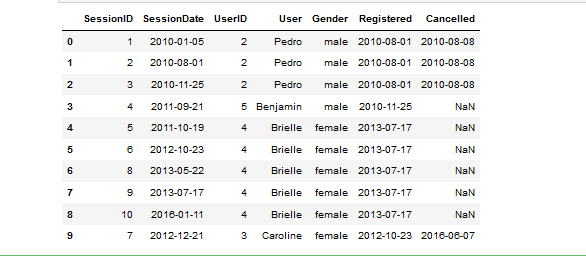 SessionID SessionDate UserID User Gender Registered Cancelled
0 1 2010-01-05 2 Pedro male 2010-08-01 2010-08-08
1 2 2010-08-01 2 Pedro male 2010-08-01 2010-08-08
2 3 2010-11-25 2 Pedro male 2010-08-01 2010-08-08
3 4 2011-09-21 5 Benjamin male 2010-11-25 NaN
4 5 2011-10-19 4 Brielle female 2013-07-17 NaN
5 6 2012-10-23 4 Brielle female 2013-07-17 NaN
6 8 2013-05-22 4 Brielle female 2013-07-17 NaN
7 9 2013-07-17 4 Brielle female 2013-07-17 NaN
8 10 2016-01-11 4 Brielle female 2013-07-17 NaN
9 7 2012-12-21 3 Caroline female 2012-10-23 2016-06-07